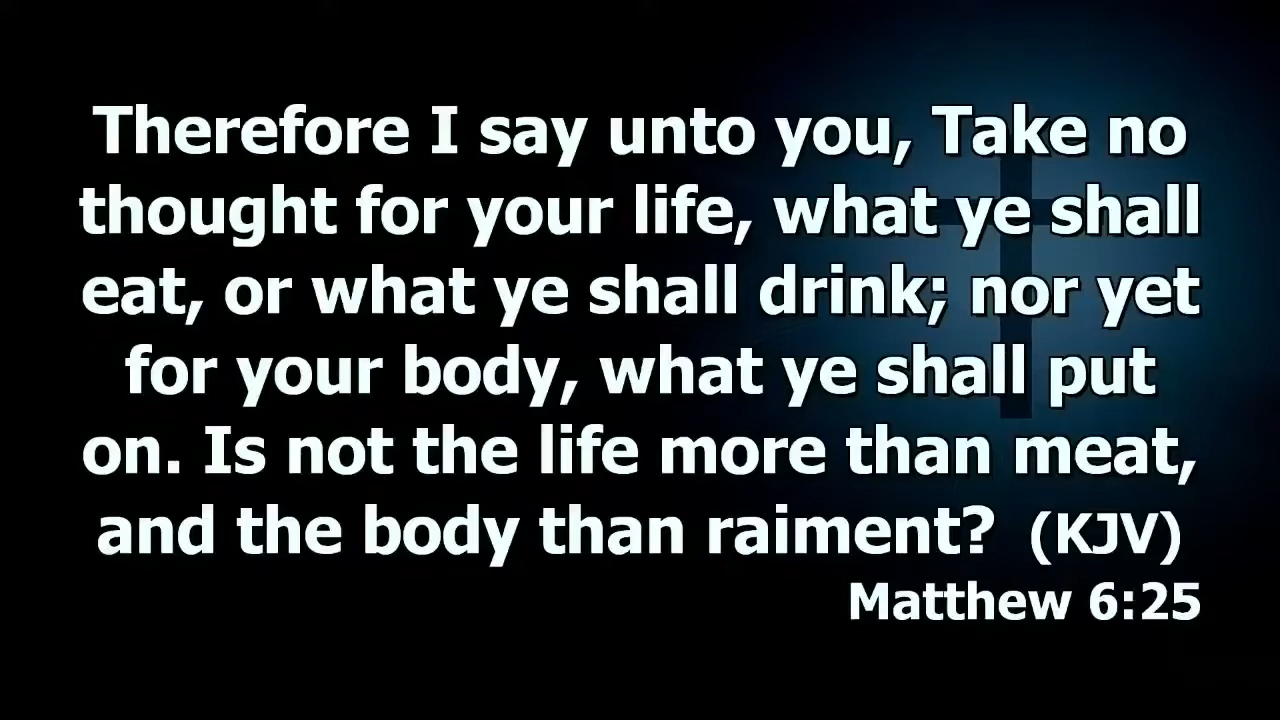 Therefore I say unto you, Take no
thought for your life, what ye shall
eat, or what ye shall drink; nor yet
for your body, what ye shall put
on. Is not the life more than meat,
and the body than raiment? (KJV)
Matthew 6:25